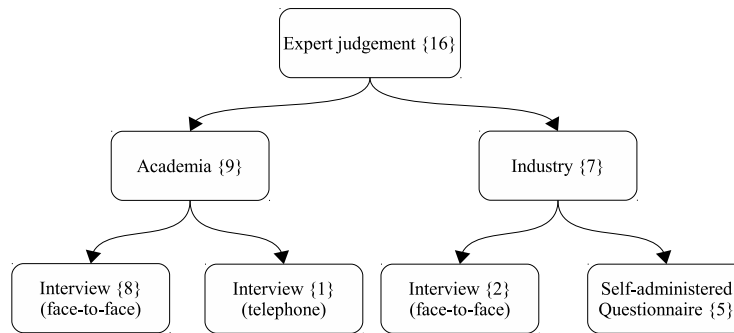 Expert judgement {16}
Academia {9}
Industry {7}
Interview {8}
(face-to-face)
Interview {1}
(telephone)
Interview {2}
(face-to-face)
Self-administered
Questionnaire {5}